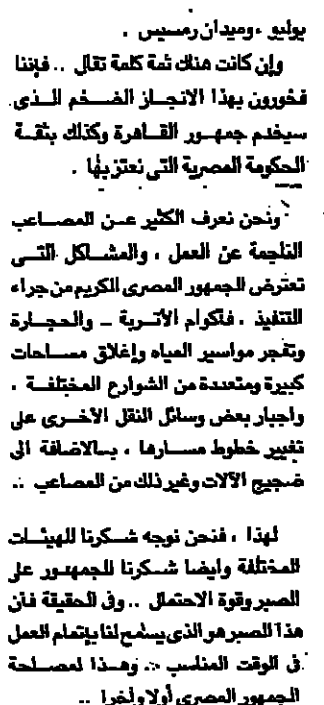 يوليو ، وميدان رمسيس .
وإن كانت هناك ثمة كلمة تقال .. فإننا
فخورون بهذا الانجاز الضخم الذى
سيخدم جمهور القاهرة وكذلك بثقة
الحكومة المصرية التى نعتز بها .
ونحن نعرف الكثير عن المصاعب
الناجمة عن العمل ، والمشاكل التى
تعترض الجمهور المصرى الكريم من جراء
التنفيذ . فأكوام الأتربة – والحجارة
وتفجر مواسير المياه وإغلاق مساحات
كبيرة ومتعددة من الشوارع المختلفة ،
واجبار بعض وسائل النقل الأخرى على
تغيير خطوط مسارها ، بالاضافة الى
ضجيج الآلات وغير ذلك من المصاعب ..
لهذا ، فنحن نوجه شكرنا للهيئات
المختلفة وايضا شكرنا للجمهور على
الصبر وقوة الاحتمال .. وفى الحقيقة فان
هذا الصبر هو الذى يسمح لنا بإتمام العمل
فى الوقت المناسب .. وهذا لمصلحة
الجمهور المصرى أولا وأخرا ..